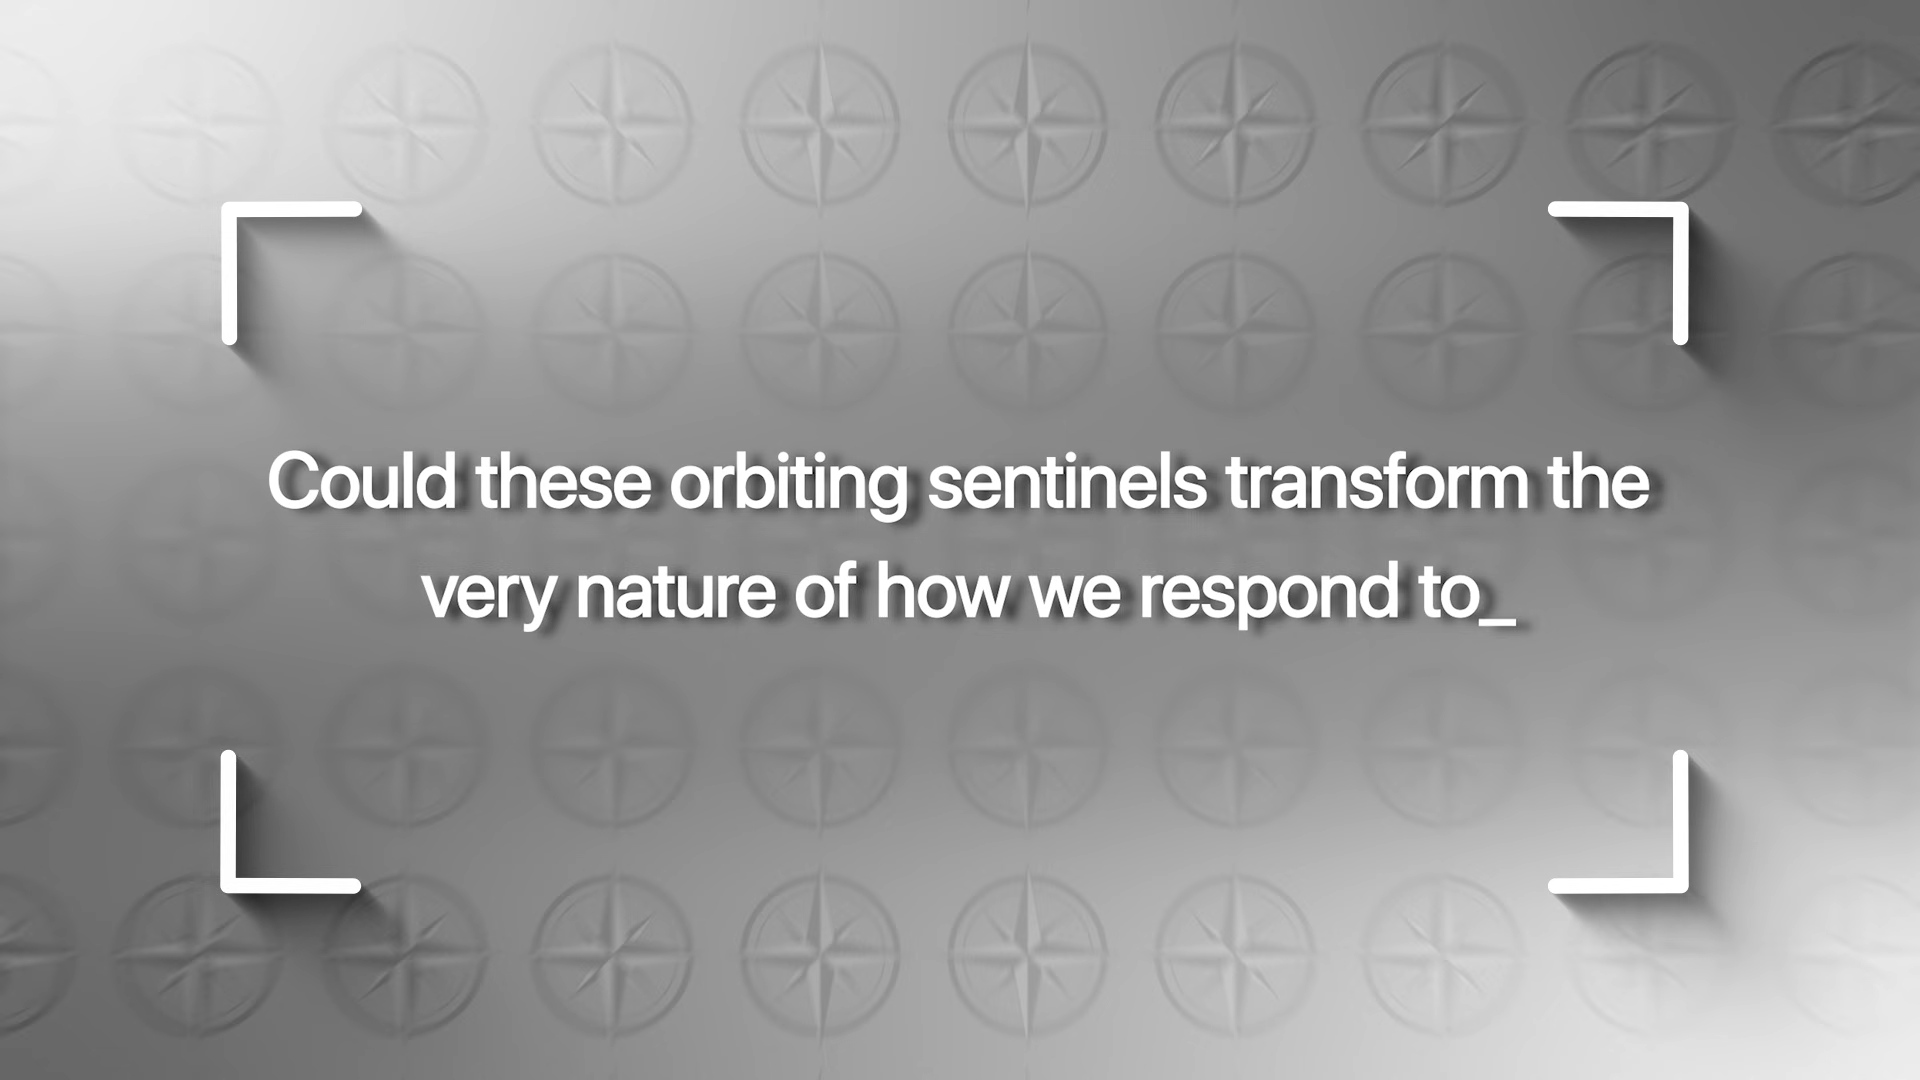 Could these orbiting sentinels transform the
very nature of how we respond to_